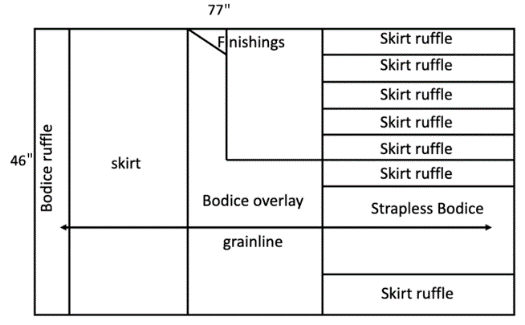 77"
Finishings
Skirt ruffle
Skirt ruffle
Skirt ruffle
Skirt ruffle
Skirt ruffle
Skirt ruffle
46"
Bodice ruffle
skirt
Bodice overlay
Strapless Bodice
grainline
Skirt ruffle